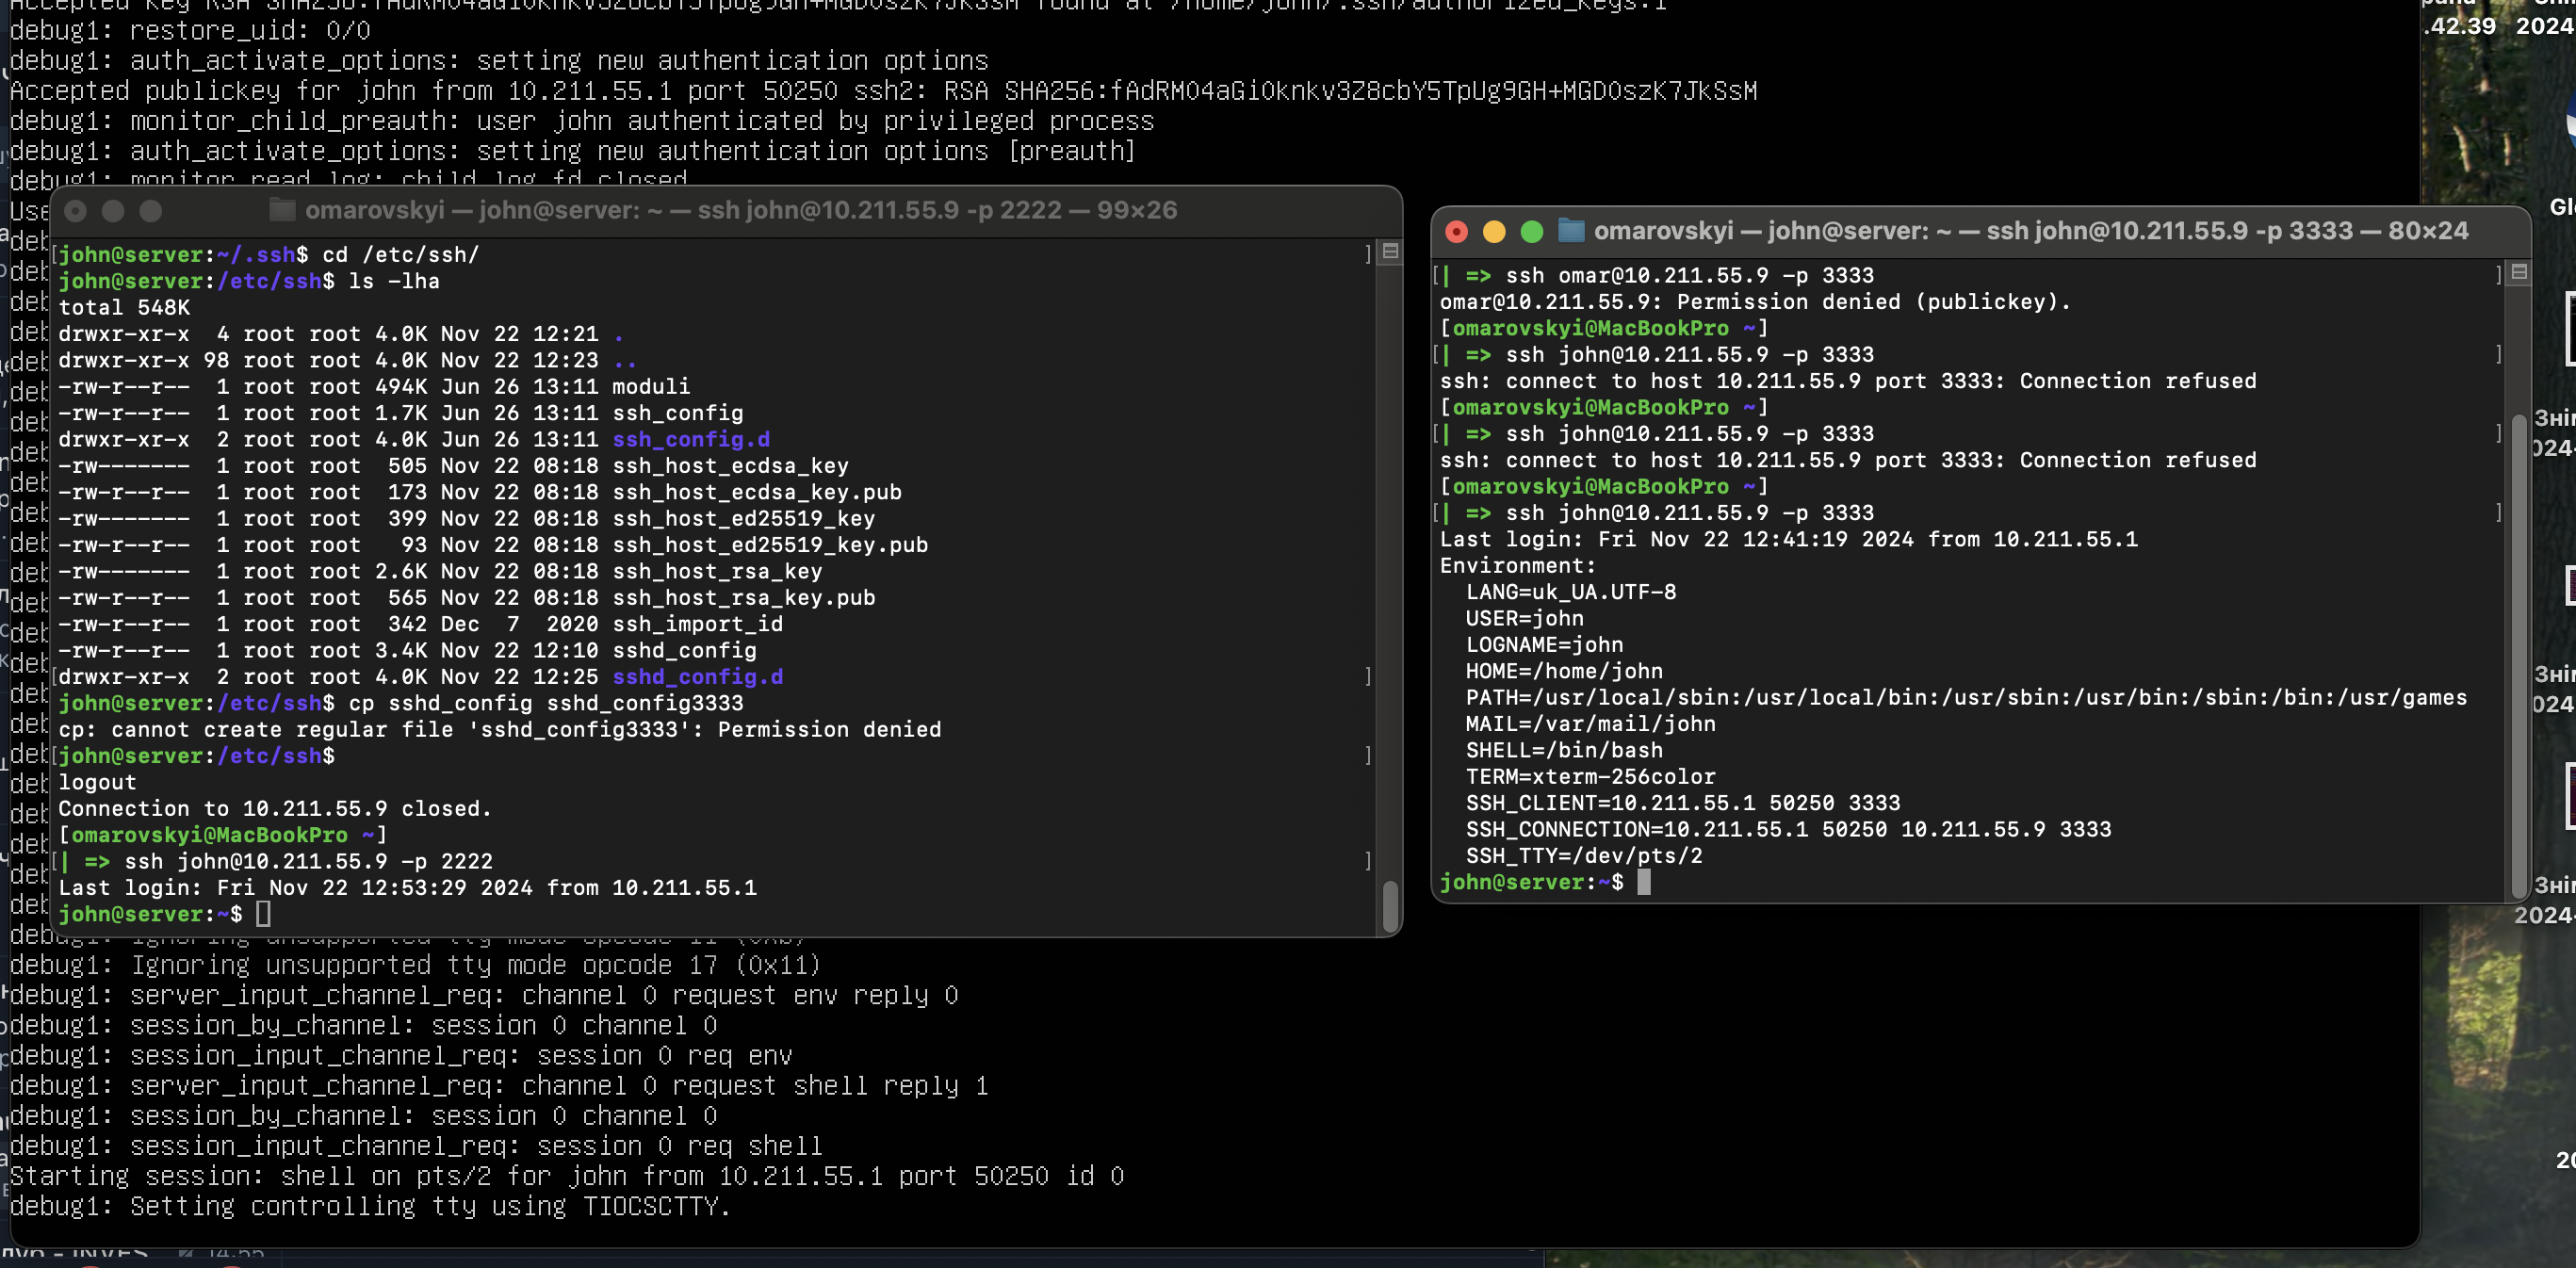 Accepted key RSA SHA256:fAdRM04aGi0knkv3Z8cbY5TpUg9GH+MGD0szK7JkSsM found at /home/john/.ssh/authorized_keys:1
debug1: restore_uid: 0/0
debug1: auth_activate_options: setting new authentication options
Accepted publickey for john from 10.211.55.1 port 50250 ssh2: RSA SHA256:fAdRM04aGi0knkv3Z8cbY5TpUg9GH+MGD0szK7JkSsM
debug1: monitor_child_preauth: user john authenticated by privileged process
debug1: auth_activate_options: setting new authentication options [preauth]
debug1: monitor_read_log: child log fd closed
omarovskyi — john@server: ~ — ssh john@10.211.55.9 -p 2222 — 99×26
john@server:~/.ssh$ cd /etc/ssh/
john@server:/etc/ssh$ ls -lha
total 548K
drwxr-xr-x  4 root root 4.0K Nov 22 12:21 .
drwxr-xr-x 98 root root 4.0K Nov 22 12:23 ..
-rw-r--r--  1 root root 494K Jun 26 13:11 moduli
-rw-r--r--  1 root root 1.7K Jun 26 13:11 ssh_config
drwxr-xr-x  2 root root 4.0K Jun 26 13:11 ssh_config.d
-rw-------  1 root root  505 Nov 22 08:18 ssh_host_ecdsa_key
-rw-r--r--  1 root root  173 Nov 22 08:18 ssh_host_ecdsa_key.pub
-rw-------  1 root root  399 Nov 22 08:18 ssh_host_ed25519_key
-rw-r--r--  1 root root   93 Nov 22 08:18 ssh_host_ed25519_key.pub
-rw-------  1 root root 2.6K Nov 22 08:18 ssh_host_rsa_key
-rw-r--r--  1 root root  565 Nov 22 08:18 ssh_host_rsa_key.pub
-rw-r--r--  1 root root  342 Dec  7  2020 ssh_import_id
-rw-r--r--  1 root root 3.4K Nov 22 12:10 sshd_config
drwxr-xr-x  2 root root 4.0K Nov 22 12:25 sshd_config.d
john@server:/etc/ssh$ cp sshd_config sshd_config3333
cp: cannot create regular file 'sshd_config3333': Permission denied
john@server:/etc/ssh$
logout
Connection to 10.211.55.9 closed.
[omarovskyi@MacBookPro ~]
| => ssh john@10.211.55.9 -p 2222
Last login: Fri Nov 22 12:53:29 2024 from 10.211.55.1
john@server:~$
omarovskyi — john@server: ~ — ssh john@10.211.55.9 -p 3333 — 80×24
| => ssh omar@10.211.55.9 -p 3333
omar@10.211.55.9: Permission denied (publickey).
[omarovskyi@MacBookPro ~]
| => ssh john@10.211.55.9 -p 3333
ssh: connect to host 10.211.55.9 port 3333: Connection refused
[omarovskyi@MacBookPro ~]
| => ssh john@10.211.55.9 -p 3333
ssh: connect to host 10.211.55.9 port 3333: Connection refused
[omarovskyi@MacBookPro ~]
| => ssh john@10.211.55.9 -p 3333
Last login: Fri Nov 22 12:41:19 2024 from 10.211.55.1
Environment:
  LANG=uk_UA.UTF-8
  USER=john
  LOGNAME=john
  HOME=/home/john
  PATH=/usr/local/sbin:/usr/local/bin:/usr/sbin:/usr/bin:/sbin:/bin:/usr/games
  MAIL=/var/mail/john
  SHELL=/bin/bash
  TERM=xterm-256color
  SSH_CLIENT=10.211.55.1 50250 3333
  SSH_CONNECTION=10.211.55.1 50250 10.211.55.9 3333
  SSH_TTY=/dev/pts/2
john@server:~$
debug1: Ignoring unsupported tty mode opcode 17 (0x11)
debug1: server_input_channel_req: channel 0 request env reply 0
debug1: session_by_channel: session 0 channel 0
debug1: session_input_channel_req: session 0 req env
debug1: server_input_channel_req: channel 0 request shell reply 1
debug1: session_by_channel: session 0 channel 0
debug1: session_input_channel_req: session 0 req shell
Starting session: shell on pts/2 for john from 10.211.55.1 port 50250 id 0
debug1: Setting controlling tty using TIOCSCTTY.
.42.39 2024
14:55